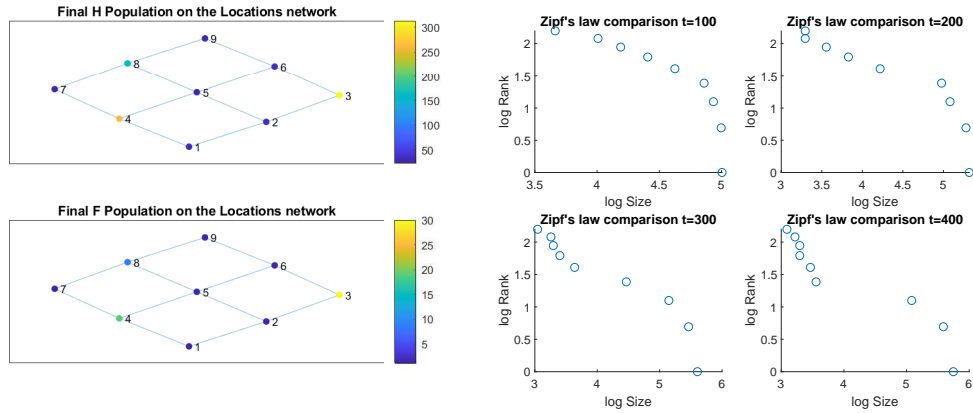 Final H Population on the Locations network
9
8
6
7
5
3
4
2
1
300
250
200
150
100
50
Final F Population on the Locations network
9
8
6
7
5
3
4
2
1
30
25
20
15
10
5
Zipf's law comparison t=100
2
1.5
1
0.5
0
log Rank
3.5 4 4.5 5
log Size
Zipf's law comparison t=200
2
1.5
1
0.5
0
log Rank
3 3.5 4 4.5 5
log Size
Zipf's law comparison t=300
2
1.5
1
0.5
0
log Rank
3 4 5 6
log Size
Zipf's law comparison t=400
2
1.5
1
0.5
0
log Rank
3 4 5 6
log Size